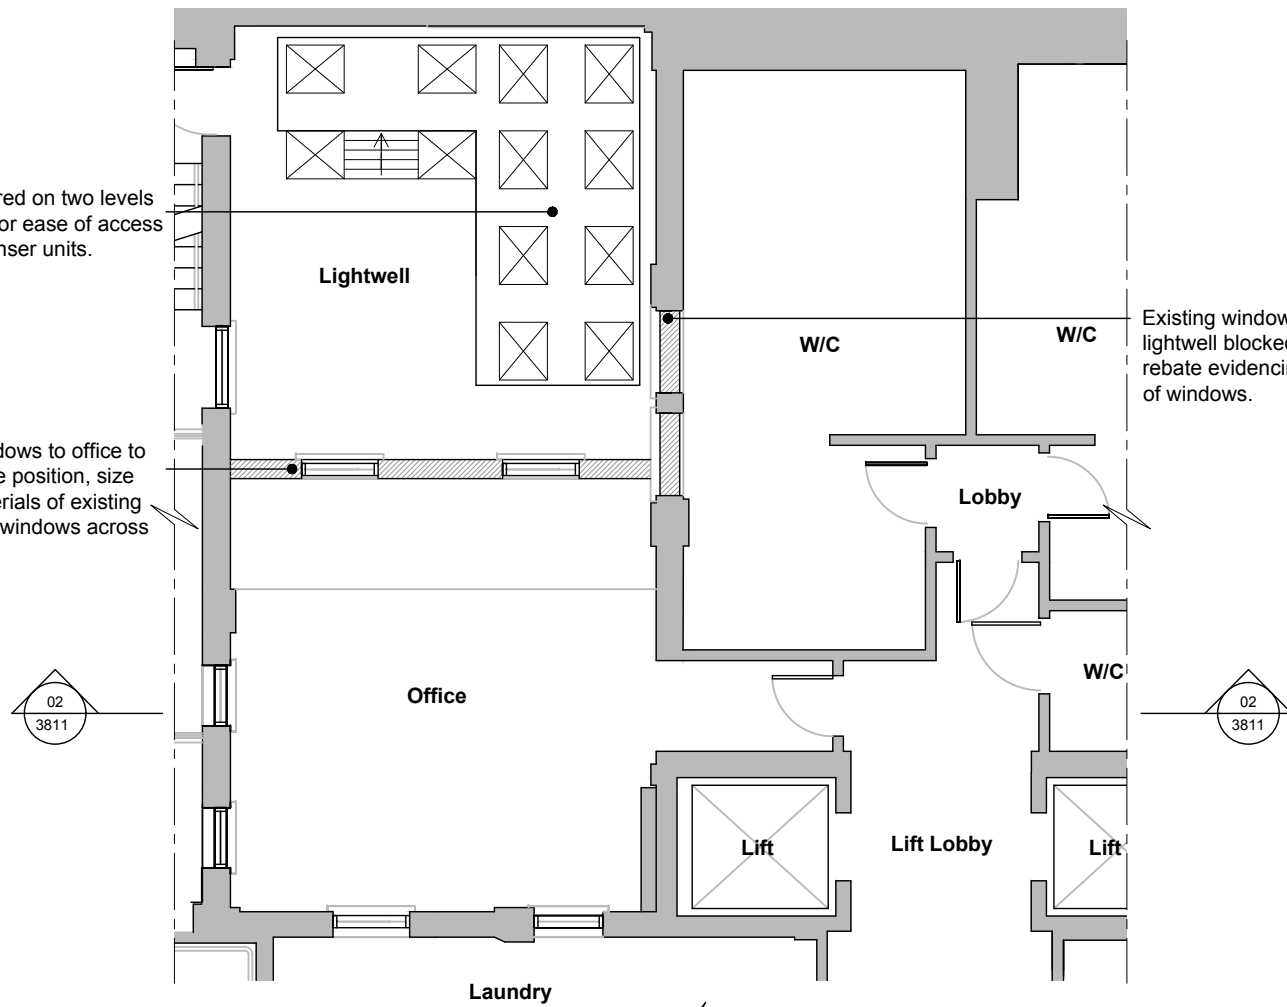 red on two levels
or ease of access
nser units.
Lightwell
W/C
W/C
Existing window
lightwell blocked
rebate evidencin
of windows.
dows to office to
e position, size
erials of existing
windows across
Lobby
Office
W/C
02
3811
02
3811
Lift
Lift Lobby
Lift
Laundry